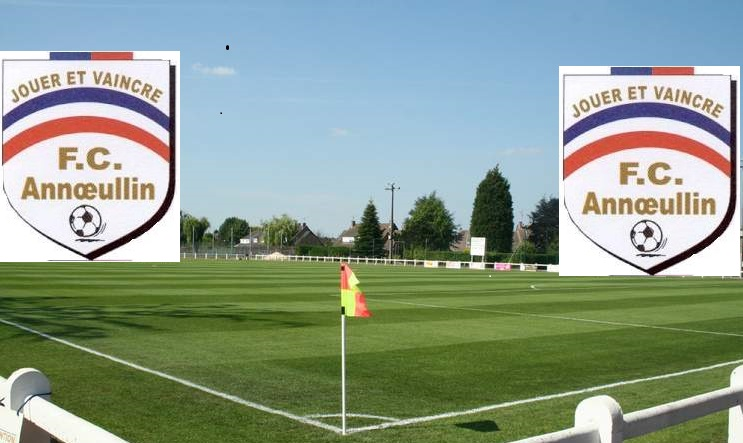 JOUER ET VAINCRE
F.C.
Annœullin
JOUER ET VAINCRE
F.C.
Annœullin